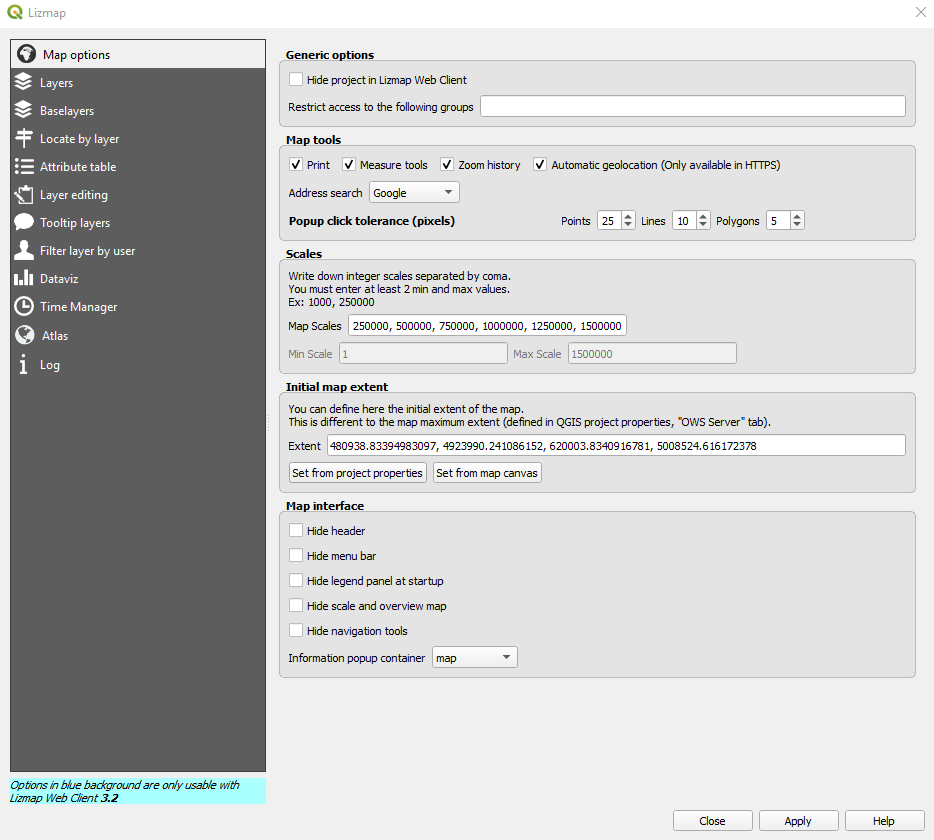 Lizmap
Map options
Layers
Baselayers
Locate by layer
Attribute table
Layer editing
Tooltip layers
Filter layer by user
Dataviz
Time Manager
Atlas
Log
Options in blue background are only usable with
Lizmap Web Client 3.2
Generic options
Hide project in Lizmap Web Client
Restrict access to the following groups
Map tools
Print Measure tools Zoom history Automatic geolocation (Only available in HTTPS)
Address search Google
Popup click tolerance (pixels) Points 25 Lines 10 Polygons 5
Scales
Write down integer scales separated by coma.
You must enter at least 2 min and max values.
Ex: 1000, 250000
Map Scales 250000, 500000, 750000, 1000000, 1250000, 1500000
Min Scale 1 Max Scale 1500000
Initial map extent
You can define here the initial extent of the map.
This is different to the map maximum extent (defined in QGIS project properties, "OWS Server" tab).
Extent 480938.83394983097, 4923990.241086152, 620003.8340916781, 5008524.616172378
Set from project properties Set from map canvas
Map interface
Hide header
Hide menu bar
Hide legend panel at startup
Hide scale and overview map
Hide navigation tools
Information popup container map
Close Apply Help